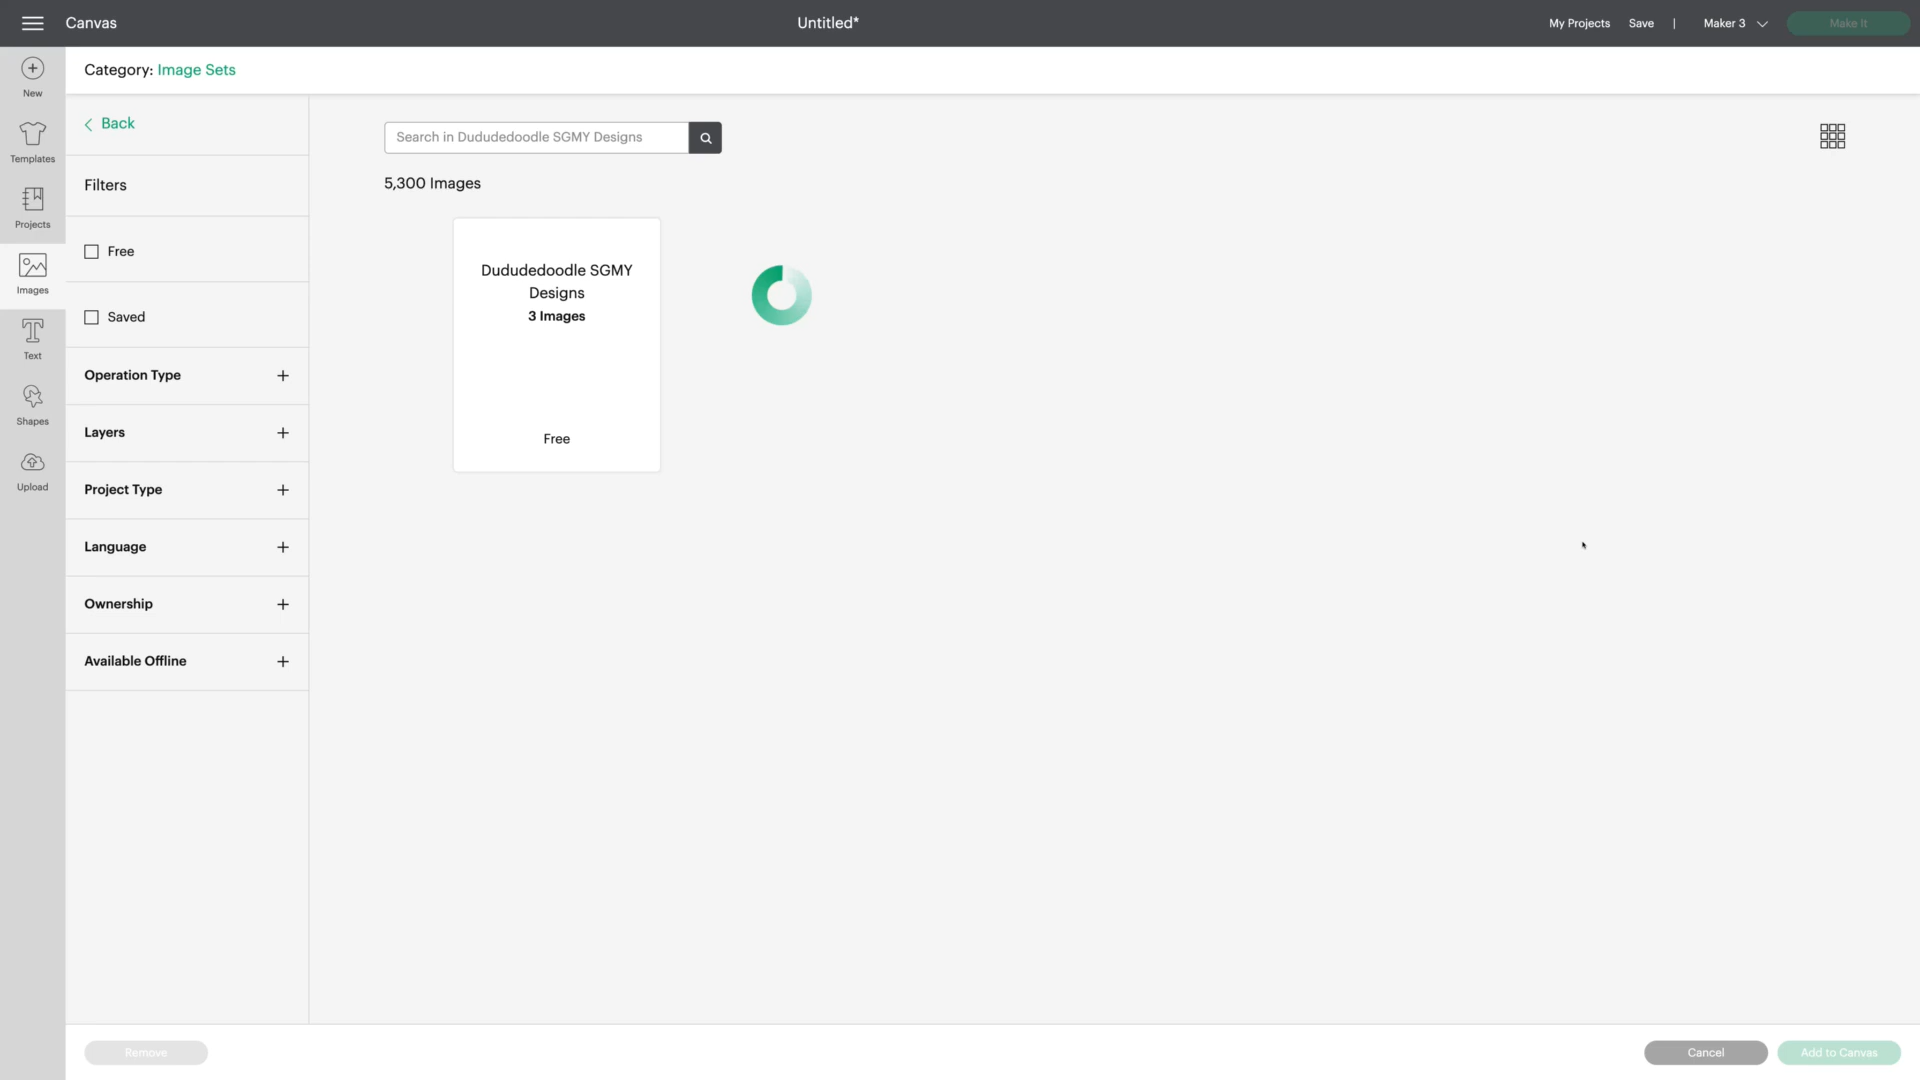 Canvas
Untitled*
My Projects
Save
|
Maker 3
Make It
New
Templates
Projects
Images
Text
Shapes
Upload
Category: Image Sets
Back
Filters
Free
Saved
Operation Type
Layers
Project Type
Language
Ownership
Available Offline
Search in Dududedoodle SGMY Designs
5,300 Images
Dududedoodle SGMY
Designs
3 Images
Free
Remove
Cancel
Add to Canvas